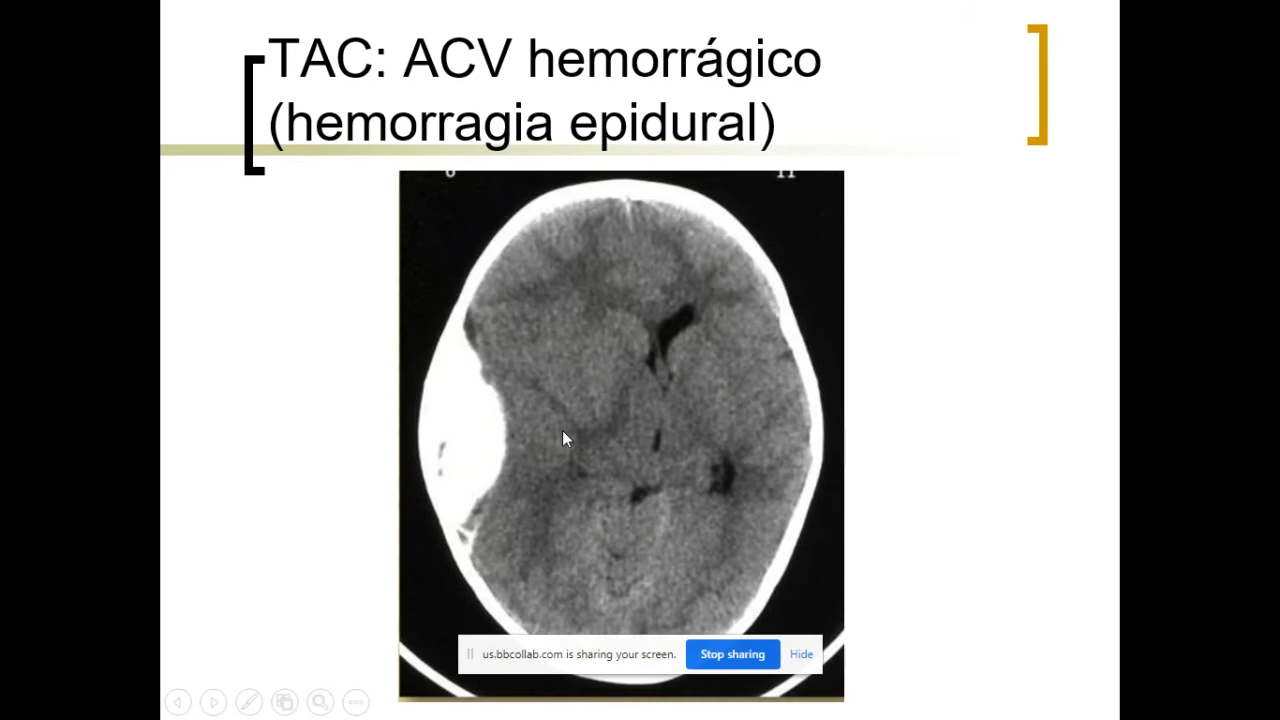 TAC: ACV hemorrágico
(hemorragia epidural)
us.bbcollab.com is sharing your screen. Stop sharing Hide